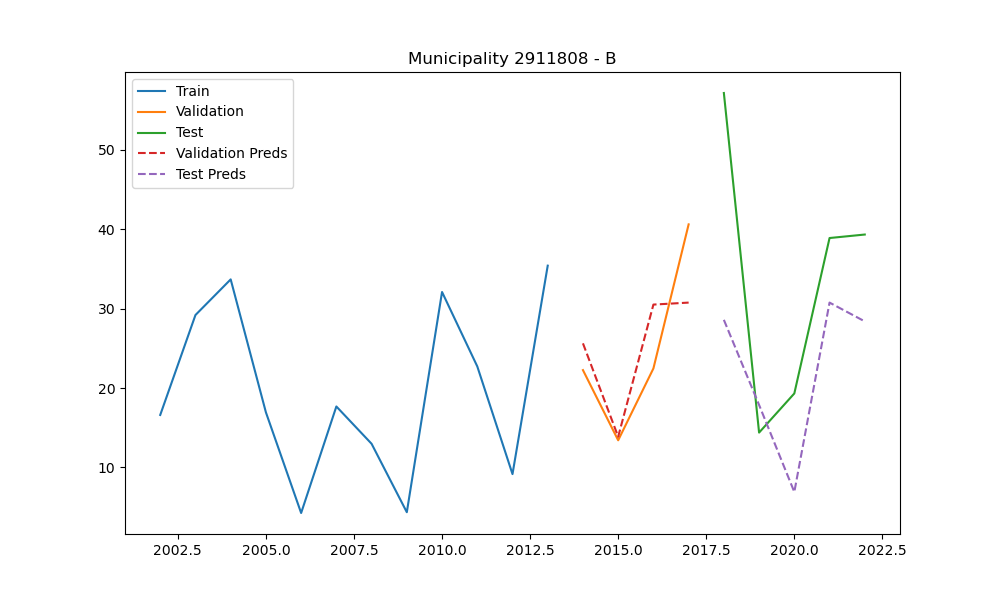 Municipality 2911808 - B
Train
Validation
Test
Validation Preds
Test Preds
50
40
30
20
10
2002.5 2005.0 2007.5 2010.0 2012.5 2015.0 2017.5 2020.0 2022.5